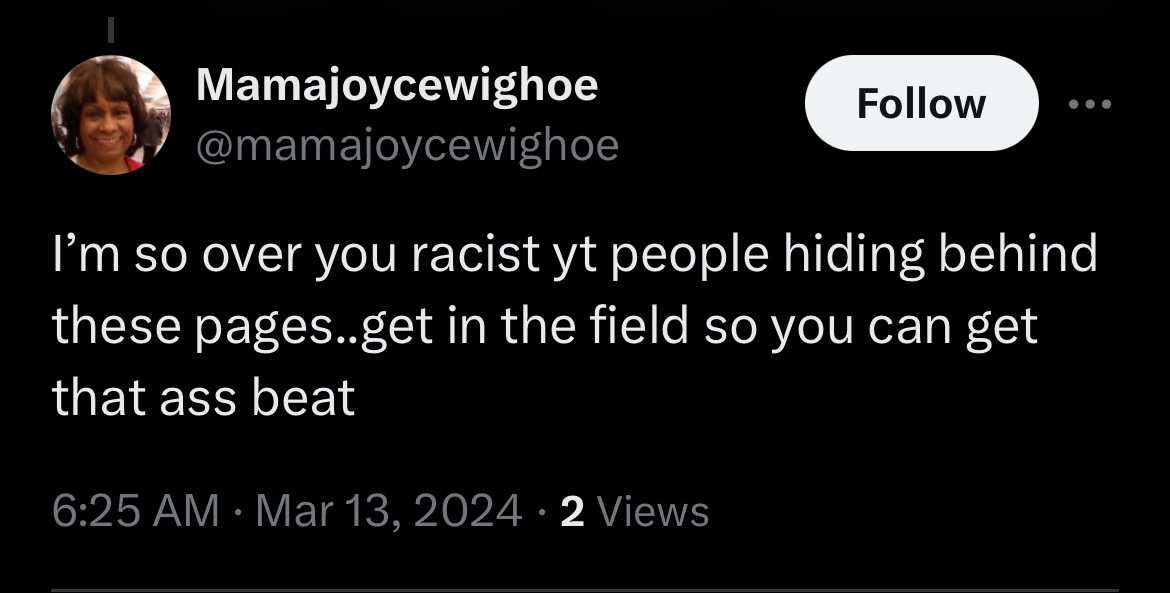 Mamajoycewighoe
@mamajoycewighoe
Follow
I’m so over you racist yt people hiding behind
these pages..get in the field so you can get
that ass beat
6:25 AM · Mar 13, 2024 · 2 Views